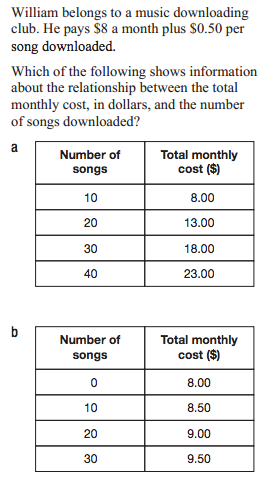 William belongs to a music downloading
club. He pays $8 a month plus $0.50 per
song downloaded.
Which of the following shows information
about the relationship between the total
monthly cost, in dollars, and the number
of songs downloaded?
a
Number of songs Total monthly cost ($)
10 8.00
20 13.00
30 18.00
40 23.00
b
Number of songs Total monthly cost ($)
0 8.00
10 8.50
20 9.00
30 9.50